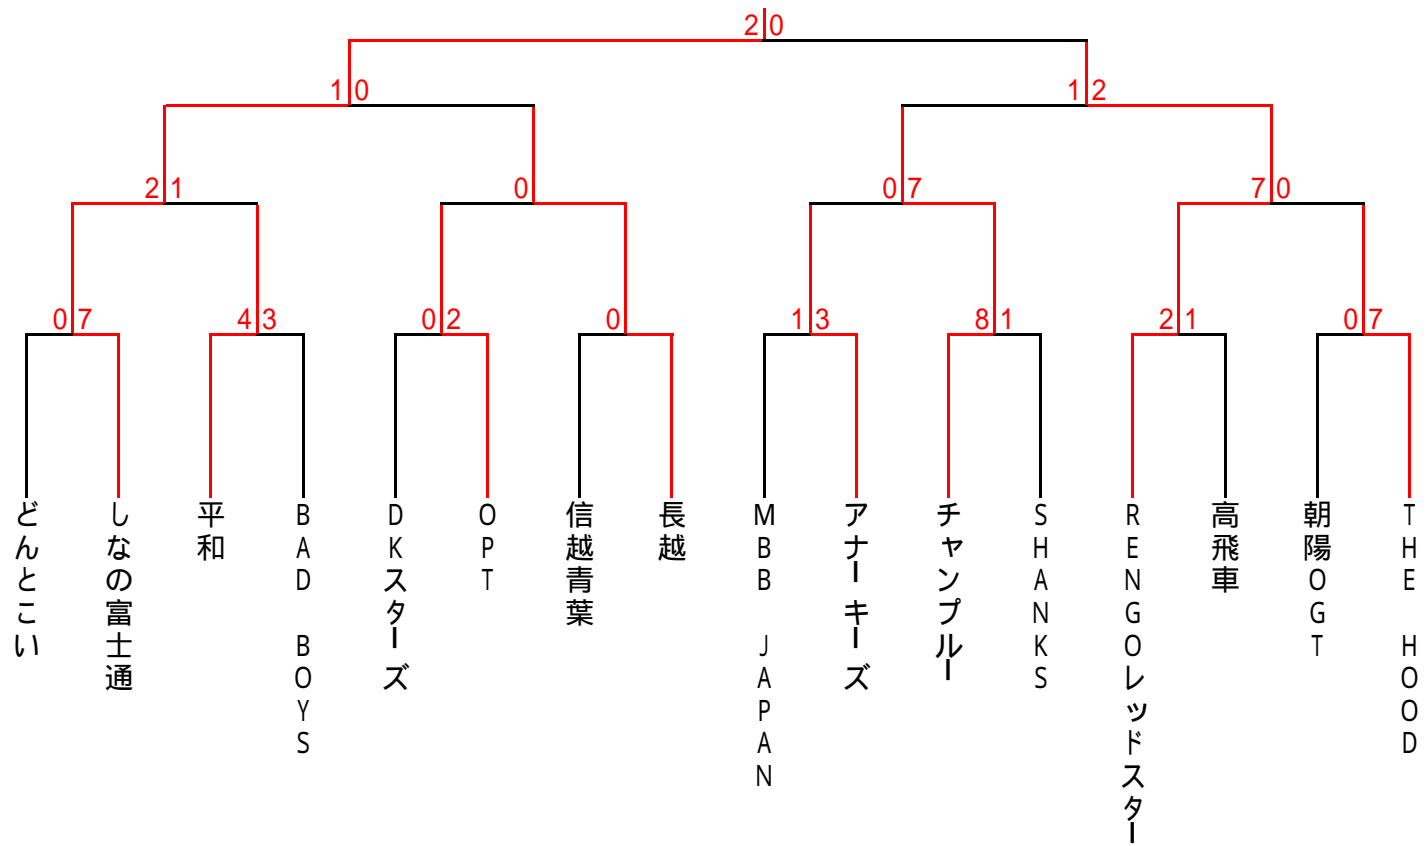 2 0
1 0
1 2
2 1
0
0 7
7 0
0 7
4 3
0 2
0
1 3
8 1
2 1
0 7
どんとこい
しなの富士通
平和
BAD BOYS
DKスターズ
OPT
信越青葉
長越
MBB JAPAN
アナーキーズ
チャンプルー
SHANKS
RENGOレッドスター
高飛車
朝陽OGT
THE HOOD